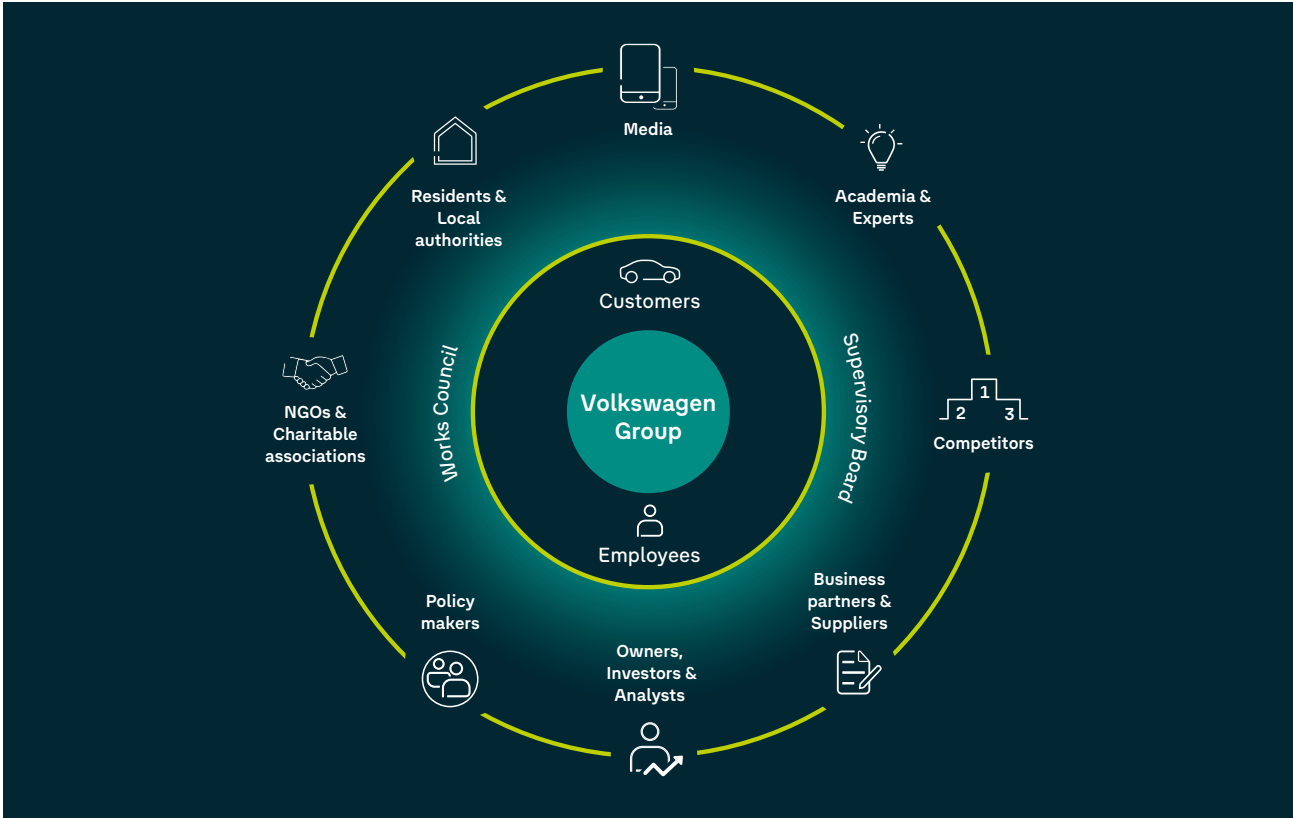 Media
Residents &
Local
authorities
Academia &
Experts
Customers
Works Council
Supervisory Board
Volkswagen
Group
NGOs &
Charitable
associations
1
2
3
Competitors
Employees
Policy
makers
Business
partners &
Suppliers
Owners,
Investors &
Analysts